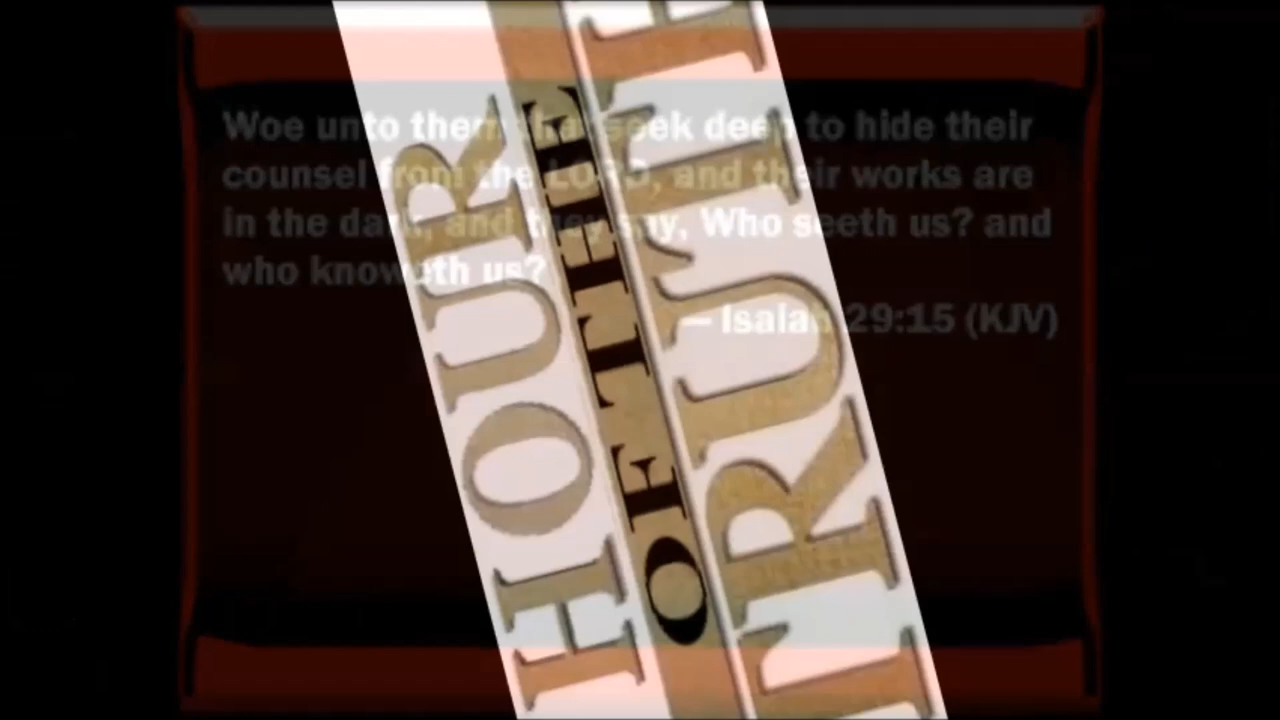 Woe unto them that seek deep to hide their
counsel from the LORD, and their works are
in the dark, and they say, Who seeth us? and
who knoweth us?
— Isaiah 29:15 (KJV)
HOUR
OF THE
TRUTH